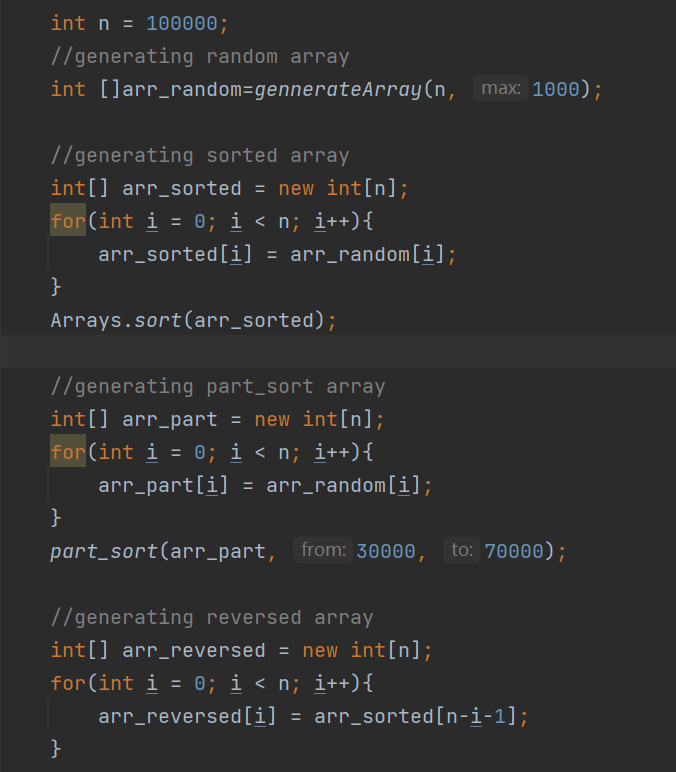 int n = 100000;
//generating random array
int []arr_random=gennerateArray(n, max: 1000);
//generating sorted array
int[] arr_sorted = new int[n];
for(int i = 0; i < n; i++){
arr_sorted[i] = arr_random[i];
}
Arrays.sort(arr_sorted);
//generating part_sort array
int[] arr_part = new int[n];
for(int i = 0; i < n; i++){
arr_part[i] = arr_random[i];
}
part_sort(arr_part, from: 30000, to: 70000);
//generating reversed array
int[] arr_reversed = new int[n];
for(int i = 0; i < n; i++){
arr_reversed[i] = arr_sorted[n-i-1];
}